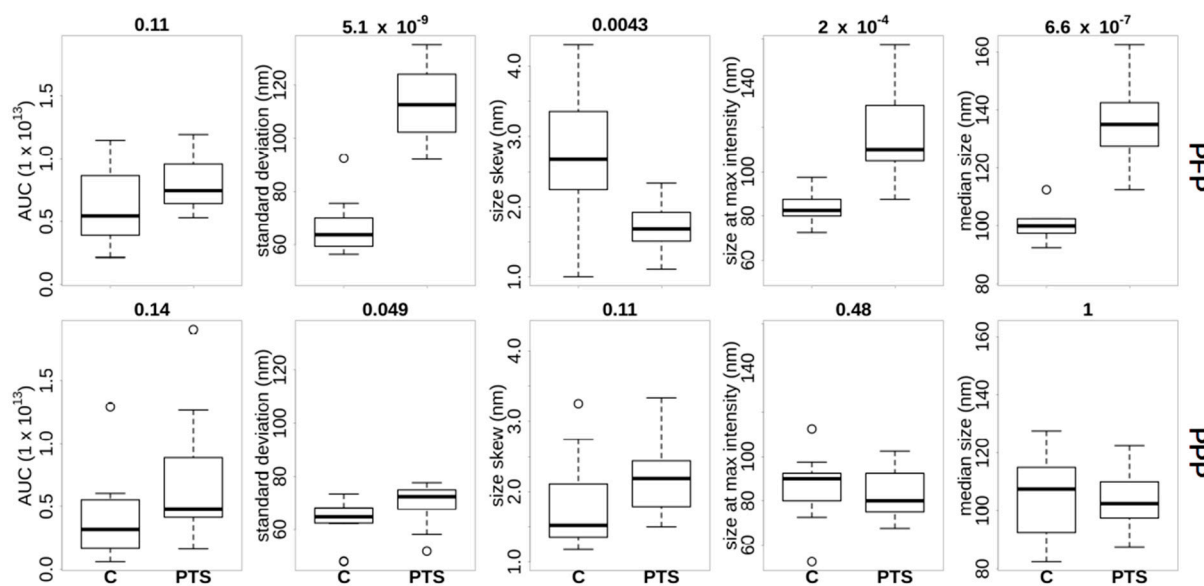 0.11
5.1 x 10-9
0.0043
2 x 10-4
6.6 x 10-7
AUC (1 x 1013)
0.0 0.5 1.0 1.5
standard deviation (nm)
60 80 100 120
size skew (nm)
1.0 2.0 3.0 4.0
size at max intensity (nm)
60 80 100 140
median size (nm)
80 100 120 140 160
PFP
0.14
0.049
0.11
0.48
1
AUC (1 x 1013)
0.0 0.5 1.0 1.5
standard deviation (nm)
60 80 100 120
size skew (nm)
1.0 2.0 3.0 4.0
size at max intensity (nm)
60 80 100 140
median size (nm)
80 100 120 140 160
PPP
C PTS
C PTS
C PTS
C PTS
C PTS